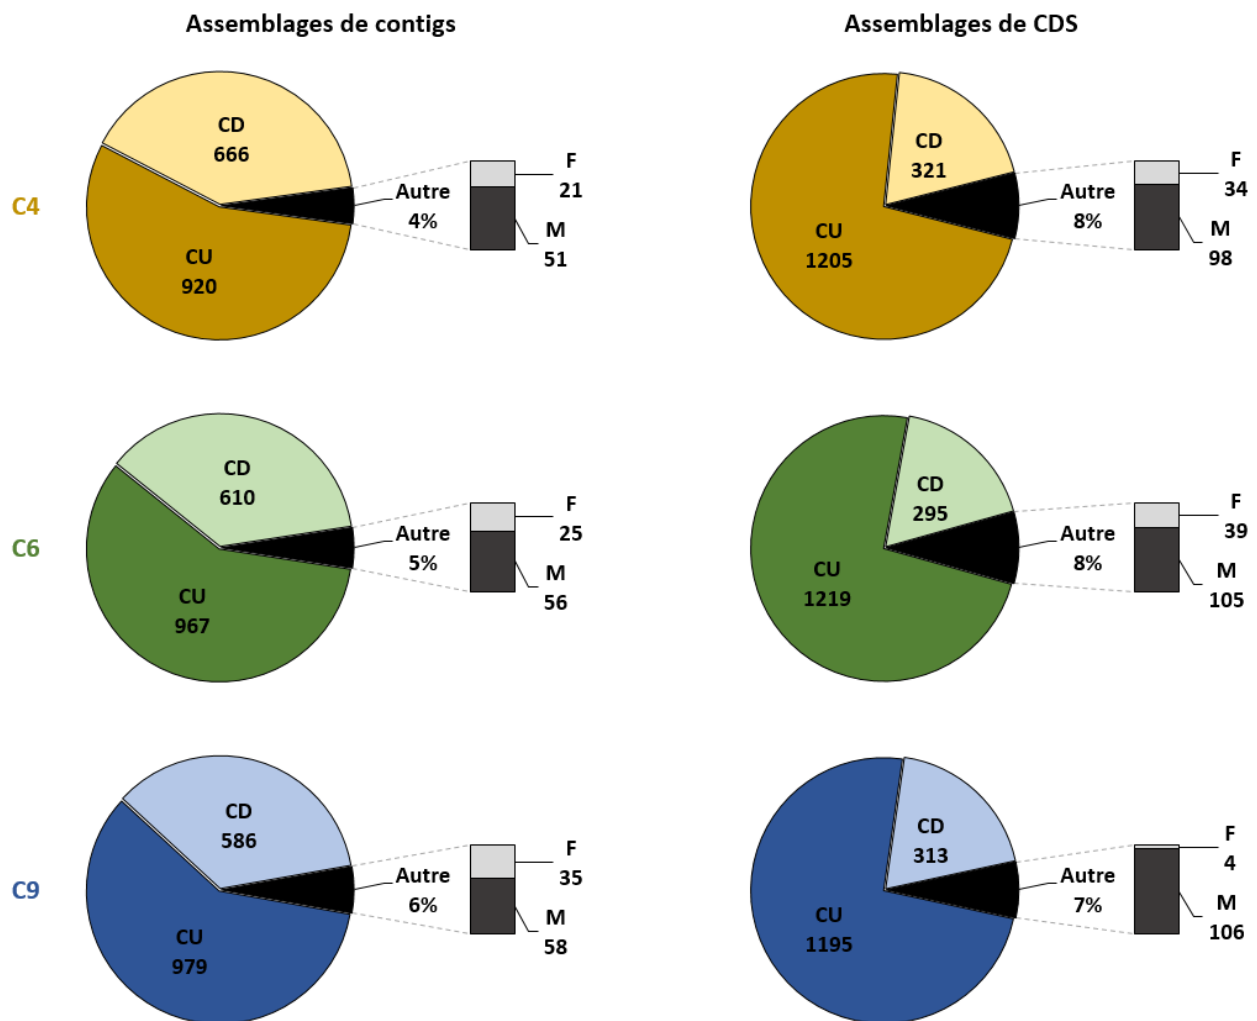 Assemblages de contigs
Assemblages de CDS
C4
CD
666
CU
920
Autre
4%
F
21
M
51
CD
321
CU
1205
Autre
8%
F
34
M
98
C6
CD
610
CU
967
Autre
5%
F
25
M
56
CD
295
CU
1219
Autre
8%
F
39
M
105
C9
CD
586
CU
979
Autre
6%
F
35
M
58
CD
313
CU
1195
Autre
7%
F
4
M
106